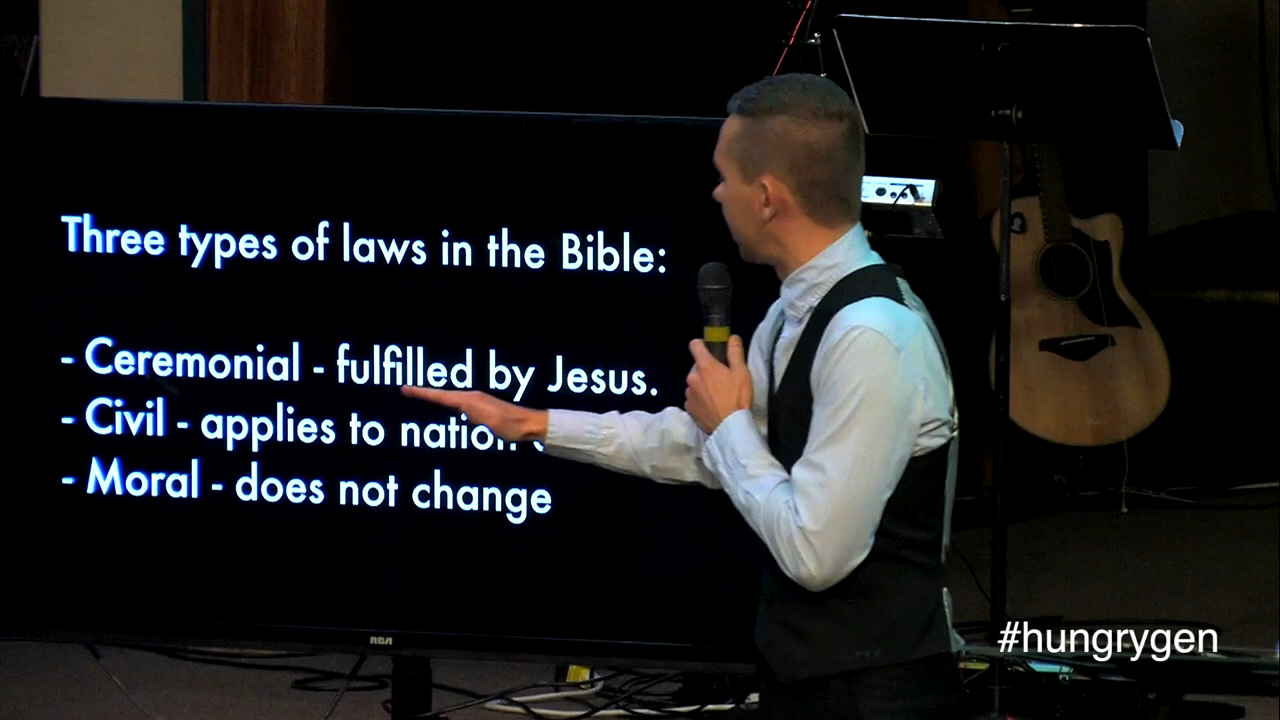 Three types of laws in the Bible:
- Ceremonial - fulfilled by Jesus.
- Civil - applies to
- Moral - does not change
RCA
#hungrygen